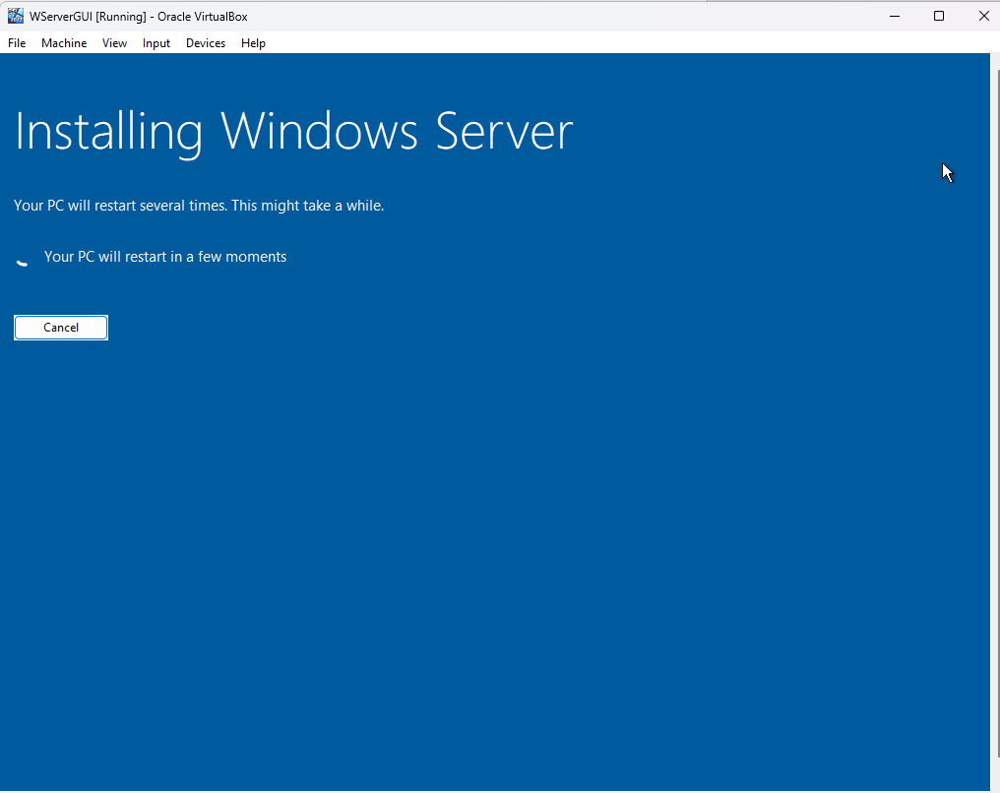 WServerGUI [Running] - Oracle VirtualBox
File Machine View Input Devices Help
Installing Windows Server
Your PC will restart several times. This might take a while.
Your PC will restart in a few moments
Cancel